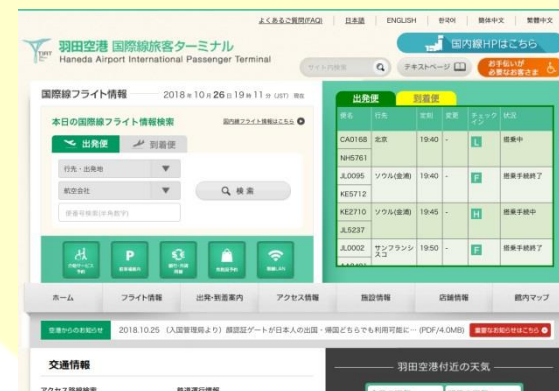 よくあるご質問(FAQ) 日本語 ENGLISH 한국어 簡体中文 繁體中文
TIAT 羽田空港 国際線旅客ターミナル
Haneda Airport International Passenger Terminal
国内線HPはこちら
サイト内検索 テキストページ お手伝いが
必要なお客さま
国際線フライト情報 2018年10月26日19時11分 (JST) 現在
本日の国際線フライト情報検索 国内線フライト情報はこちら
出発便 到着便
行先・出発地
航空会社 検索
便名番号検索(半角数字)
P
出発便 到着便
便名 行先 定刻 変更 チェックイン 状況
CA0168 北京 19:40 - L 搭乗中
NH5761
JL0095 ソウル(金浦) 19:40 - F 搭乗手続終了
KE5712
KE2710 ソウル(金浦) 19:45 - H 搭乗手続中
JL5237
JL0002 サンフランシスコ 19:50 - F 搭乗手続終了
ホーム フライト情報 出発・到着案内 アクセス情報 施設情報 店舗情報 館内マップ
空港からのお知らせ 2018.10.25 (入国管理局より) 顔認証ゲートが日本人の出国・帰国どちらでも利用可能に… (PDF/4.0MB) 重要なお知らせはこちら
交通情報
羽田空港付近の天気
アクセス路線検索 鉄道運行情報